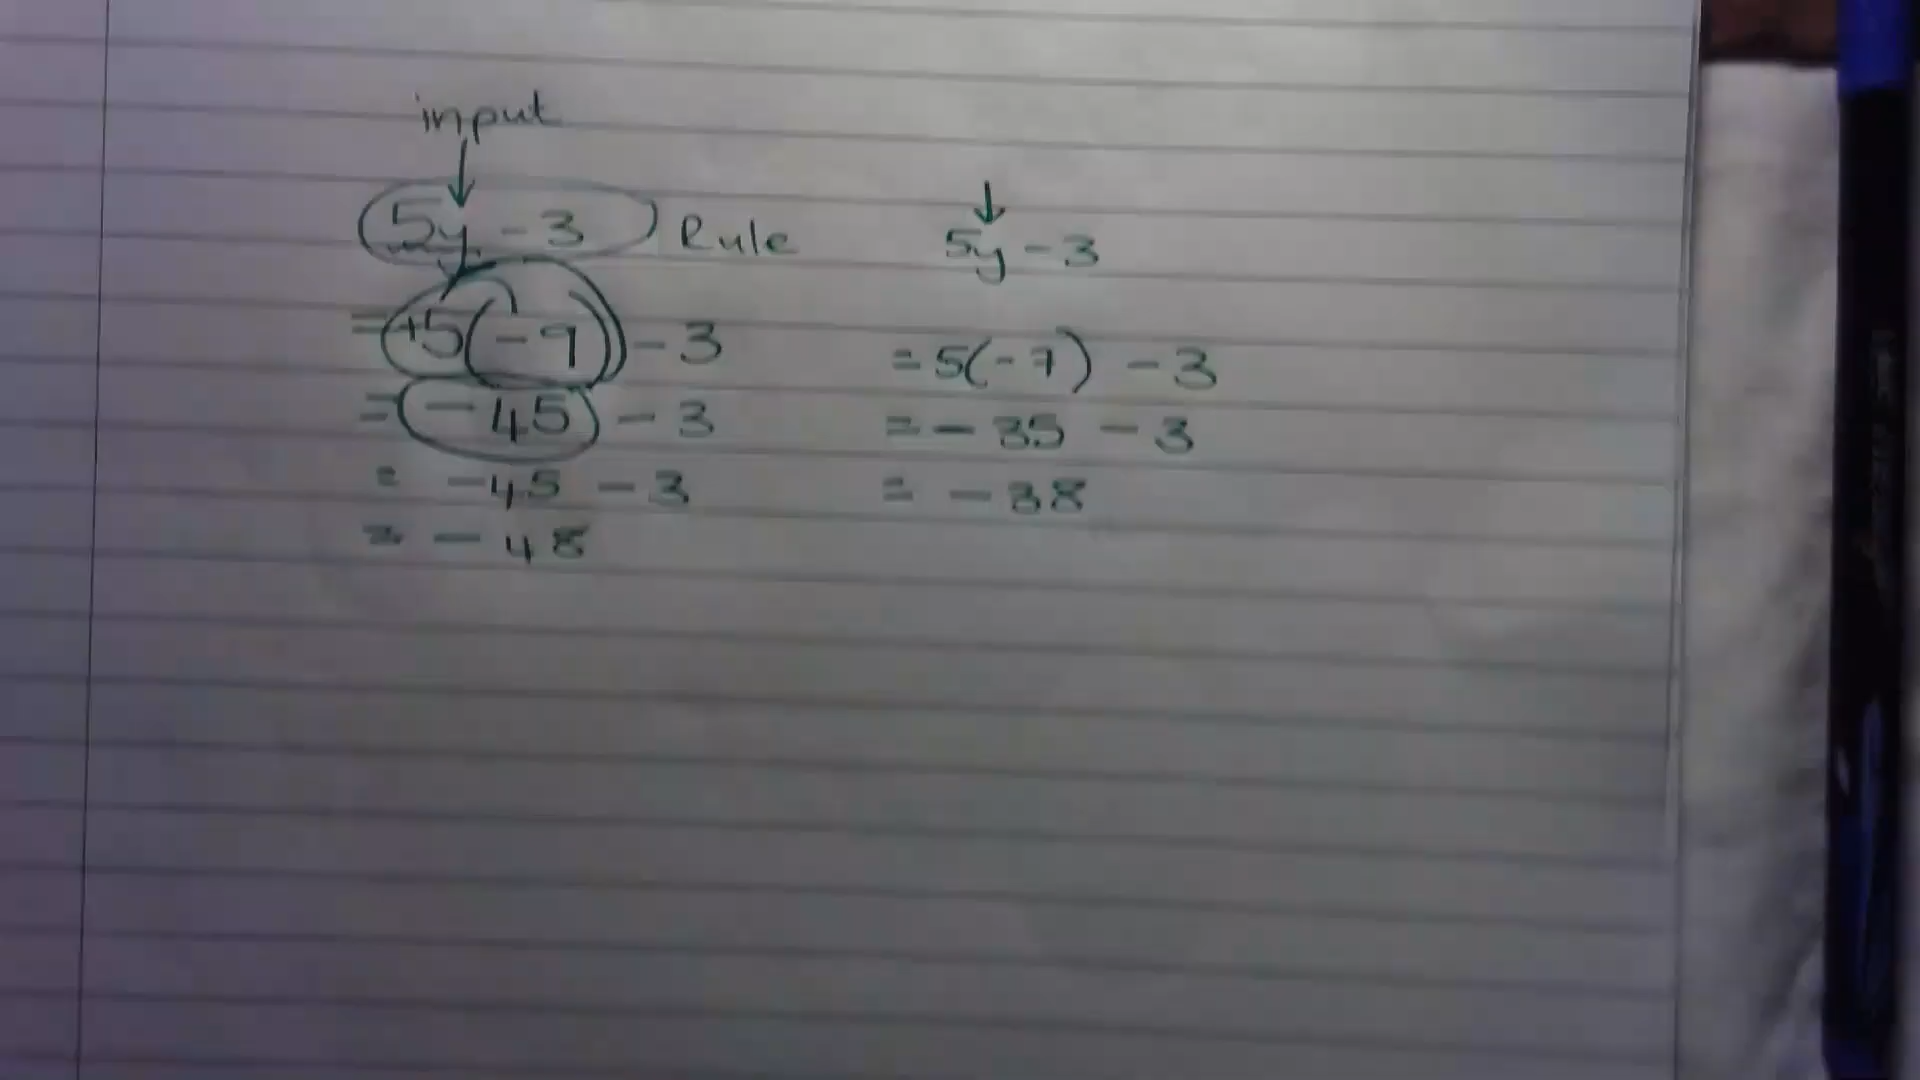 input
5y - 3 Rule
= +5(-9) - 3
= -45 - 3
= -45 - 3
= -48
5y - 3
= 5(-7) - 3
= -35 - 3
= -38